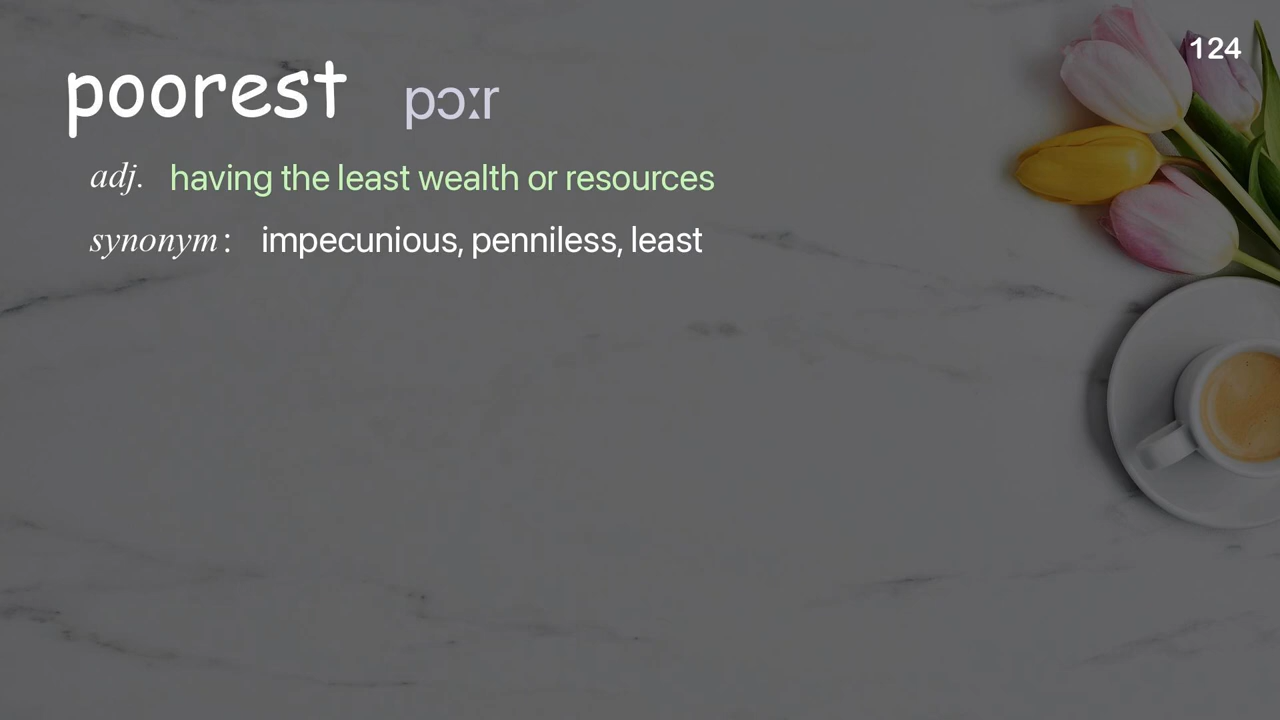 124
poorest pɔːr
adj. having the least wealth or resources
synonym: impecunious, penniless, least